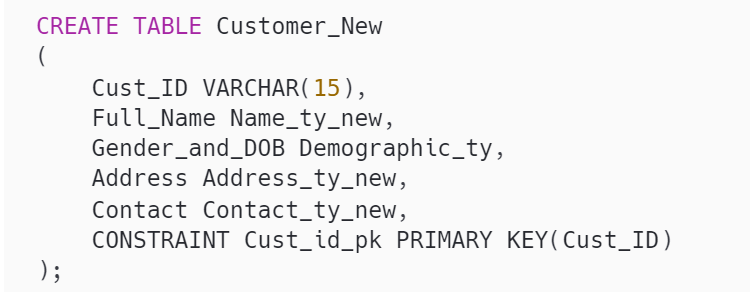 CREATE TABLE Customer_New
(
    Cust_ID VARCHAR(15),
    Full_Name Name_ty_new,
    Gender_and_DOB Demographic_ty,
    Address Address_ty_new,
    Contact Contact_ty_new,
    CONSTRAINT Cust_id_pk PRIMARY KEY(Cust_ID)
);